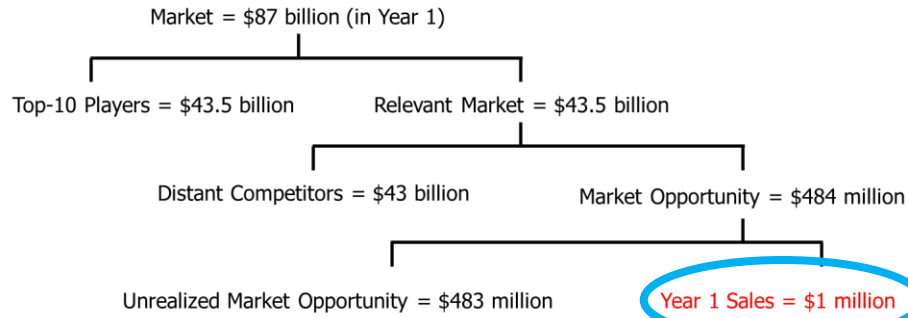 Market = $87 billion (in Year 1)
Top-10 Players = $43.5 billion
Relevant Market = $43.5 billion
Distant Competitors = $43 billion
Market Opportunity = $484 million
Unrealized Market Opportunity = $483 million
Year 1 Sales = $1 million